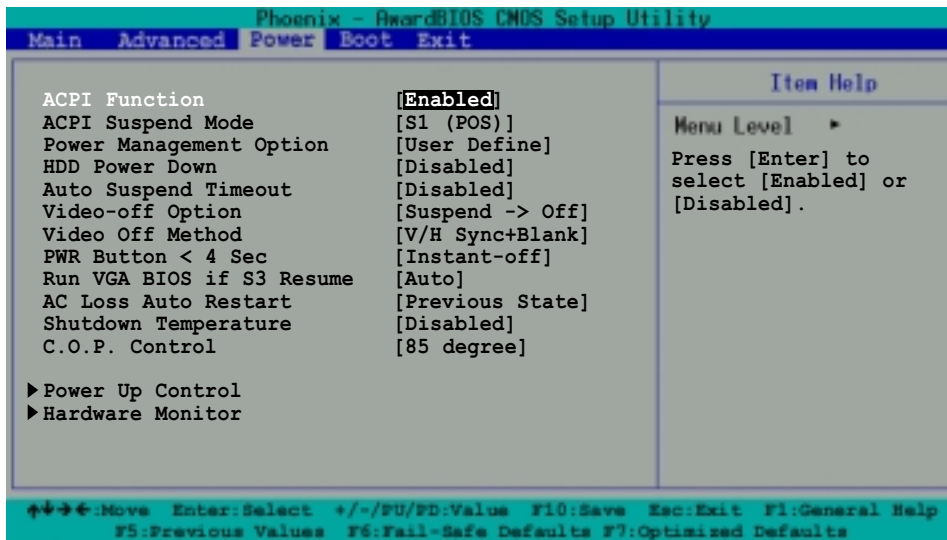 Phoenix - AwardBIOS CMOS Setup Utility
Main Advanced Power Boot Exit
Item Help
ACPI Function [Enabled]
ACPI Suspend Mode [S1 (POS)]
Power Management Option [User Define]
HDD Power Down [Disabled]
Auto Suspend Timeout [Disabled]
Video-off Option [Suspend -> Off]
Video Off Method [V/H Sync+Blank]
PWR Button < 4 Sec [Instant-off]
Run VGA BIOS if S3 Resume [Auto]
AC Loss Auto Restart [Previous State]
Shutdown Temperature [Disabled]
C.O.P. Control [85 degree]
Power Up Control
Hardware Monitor
Menu Level
Press [Enter] to
select [Enabled] or
[Disabled].
:Move Enter:Select +/-/PU/PD:Value F10:Save Esc:Exit F1:General Help
F5:Previous Values F6:Fail-Safe Defaults F7:Optimized Defaults